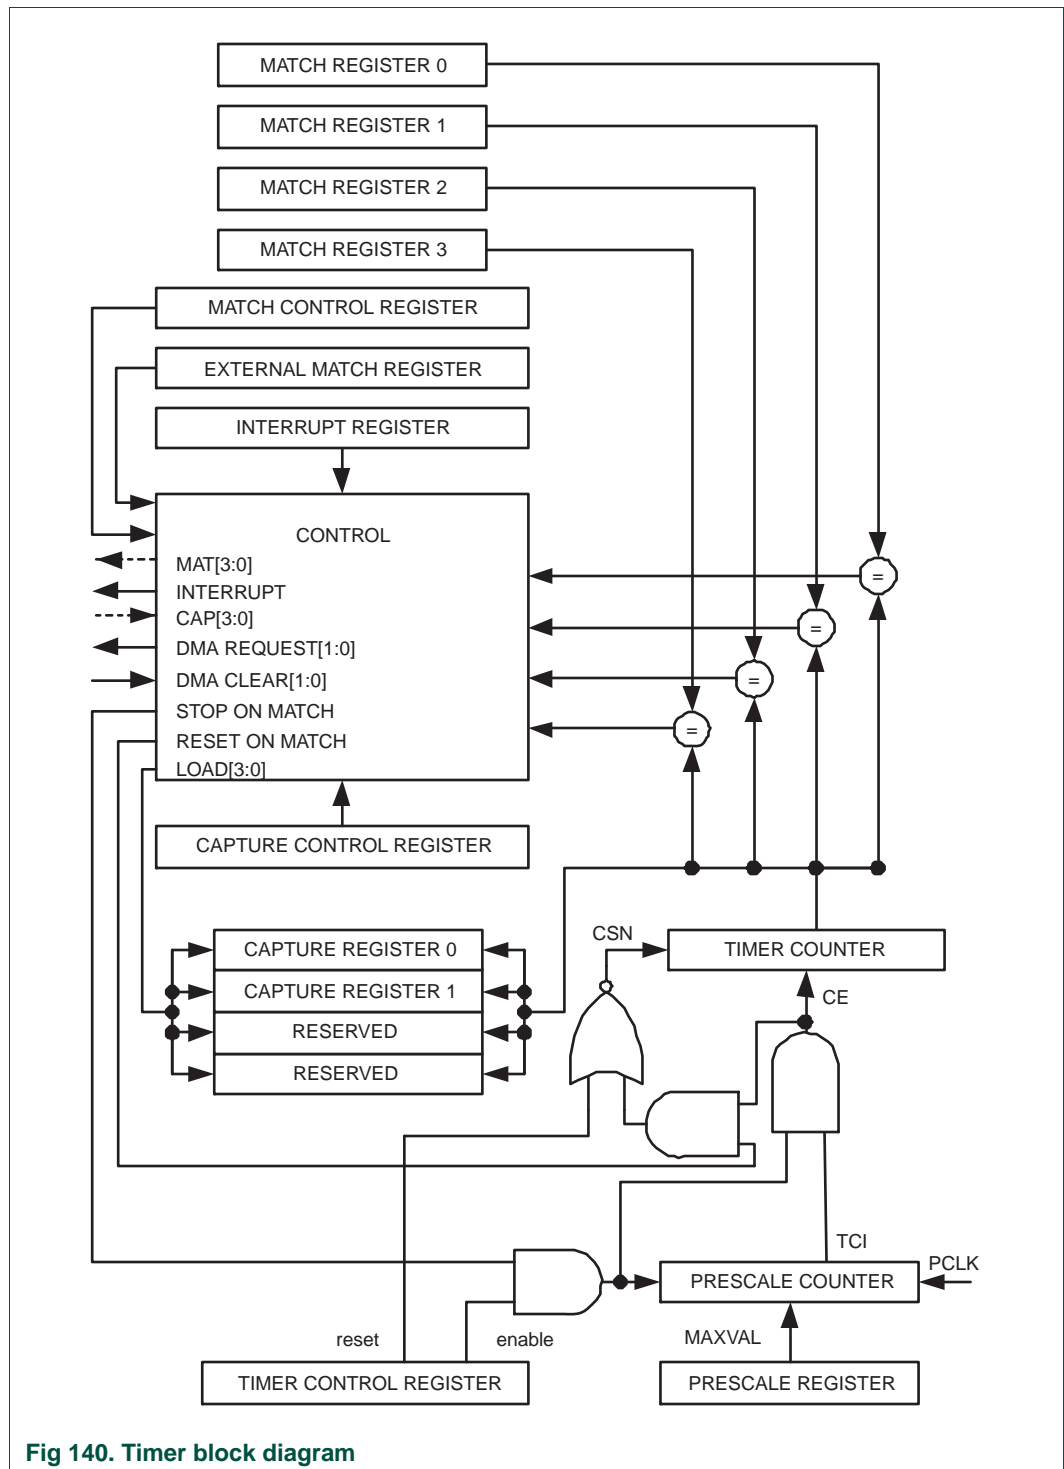 MATCH REGISTER 0
MATCH REGISTER 1
MATCH REGISTER 2
MATCH REGISTER 3
MATCH CONTROL REGISTER
EXTERNAL MATCH REGISTER
INTERRUPT REGISTER
CONTROL
MAT[3:0]
INTERRUPT
CAP[3:0]
DMA REQUEST[1:0]
DMA CLEAR[1:0]
STOP ON MATCH
RESET ON MATCH
LOAD[3:0]
=
=
=
=
CAPTURE CONTROL REGISTER
CSN
TIMER COUNTER
CE
CAPTURE REGISTER 0
CAPTURE REGISTER 1
RESERVED
RESERVED
TCI
PCLK
PRESCALE COUNTER
reset
enable
MAXVAL
TIMER CONTROL REGISTER
PRESCALE REGISTER
Fig 140. Timer block diagram